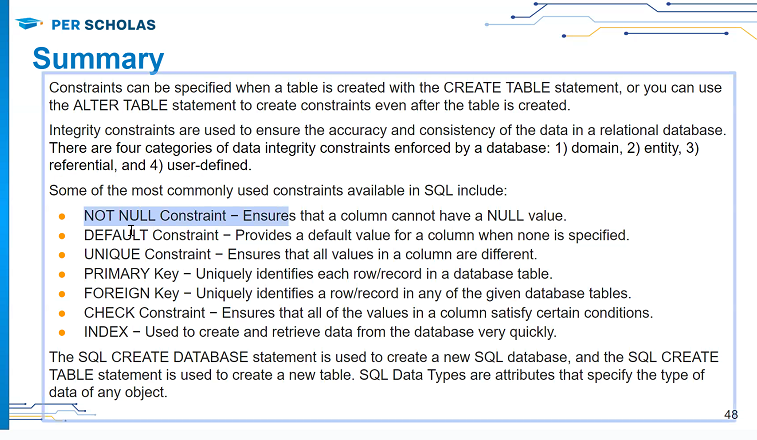 PER SCHOLAS
Summary
Constraints can be specified when a table is created with the CREATE TABLE statement, or you can use
the ALTER TABLE statement to create constraints even after the table is created.
Integrity constraints are used to ensure the accuracy and consistency of the data in a relational database.
There are four categories of data integrity constraints enforced by a database: 1) domain, 2) entity, 3)
referential, and 4) user-defined.
Some of the most commonly used constraints available in SQL include:
● NOT NULL Constraint − Ensures that a column cannot have a NULL value.
● DEFAULT Constraint − Provides a default value for a column when none is specified.
● UNIQUE Constraint − Ensures that all values in a column are different.
● PRIMARY Key − Uniquely identifies each row/record in a database table.
● FOREIGN Key − Uniquely identifies a row/record in any of the given database tables.
● CHECK Constraint − Ensures that all of the values in a column satisfy certain conditions.
● INDEX − Used to create and retrieve data from the database very quickly.
The SQL CREATE DATABASE statement is used to create a new SQL database, and the SQL CREATE
TABLE statement is used to create a new table. SQL Data Types are attributes that specify the type of
data of any object.
48